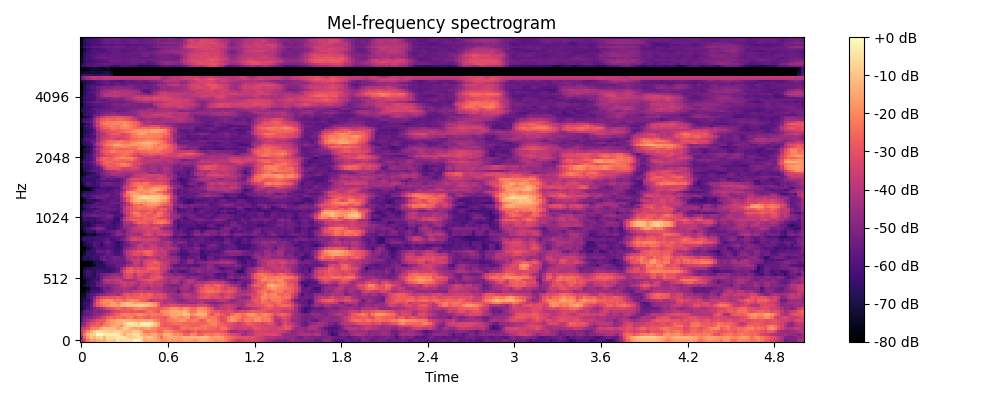 Mel-frequency spectrogram
Hz
4096
2048
1024
512
0
0 0.6 1.2 1.8 2.4 3 3.6 4.2 4.8
Time
+0 dB
-10 dB
-20 dB
-30 dB
-40 dB
-50 dB
-60 dB
-70 dB
-80 dB